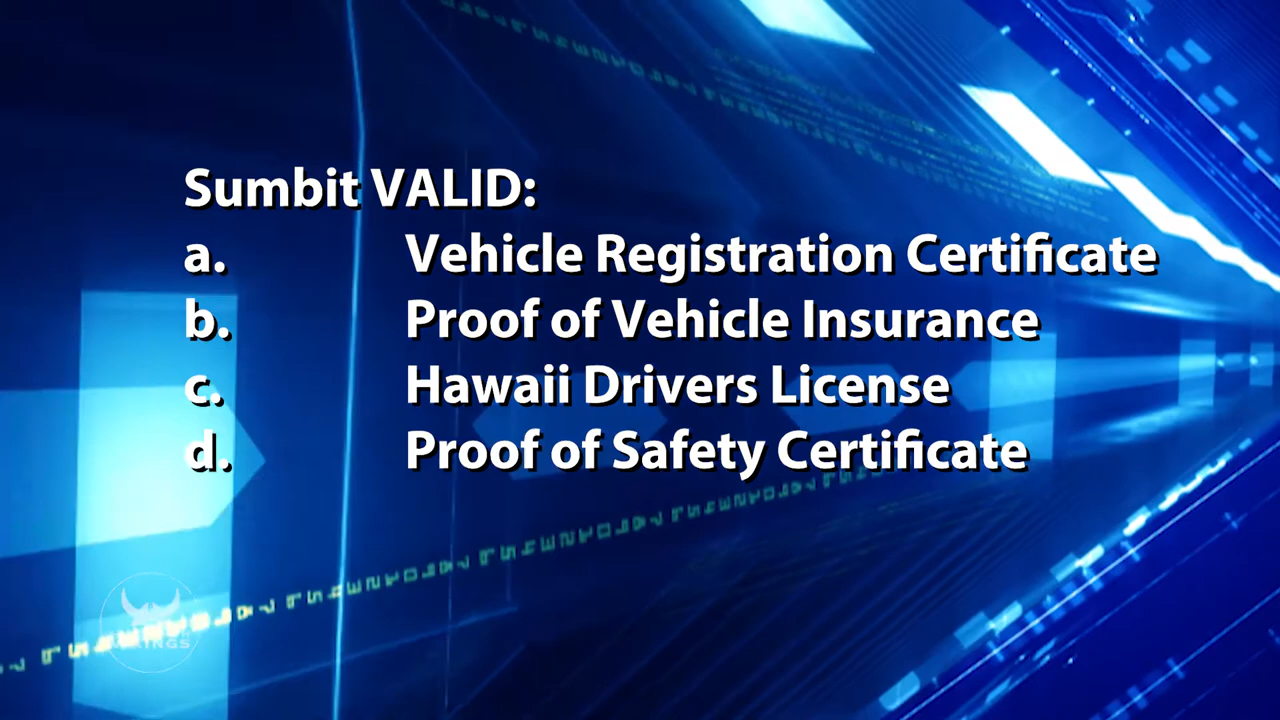 Sumbit VALID:
a. Vehicle Registration Certificate
b. Proof of Vehicle Insurance
c. Hawaii Drivers License
d. Proof of Safety Certificate